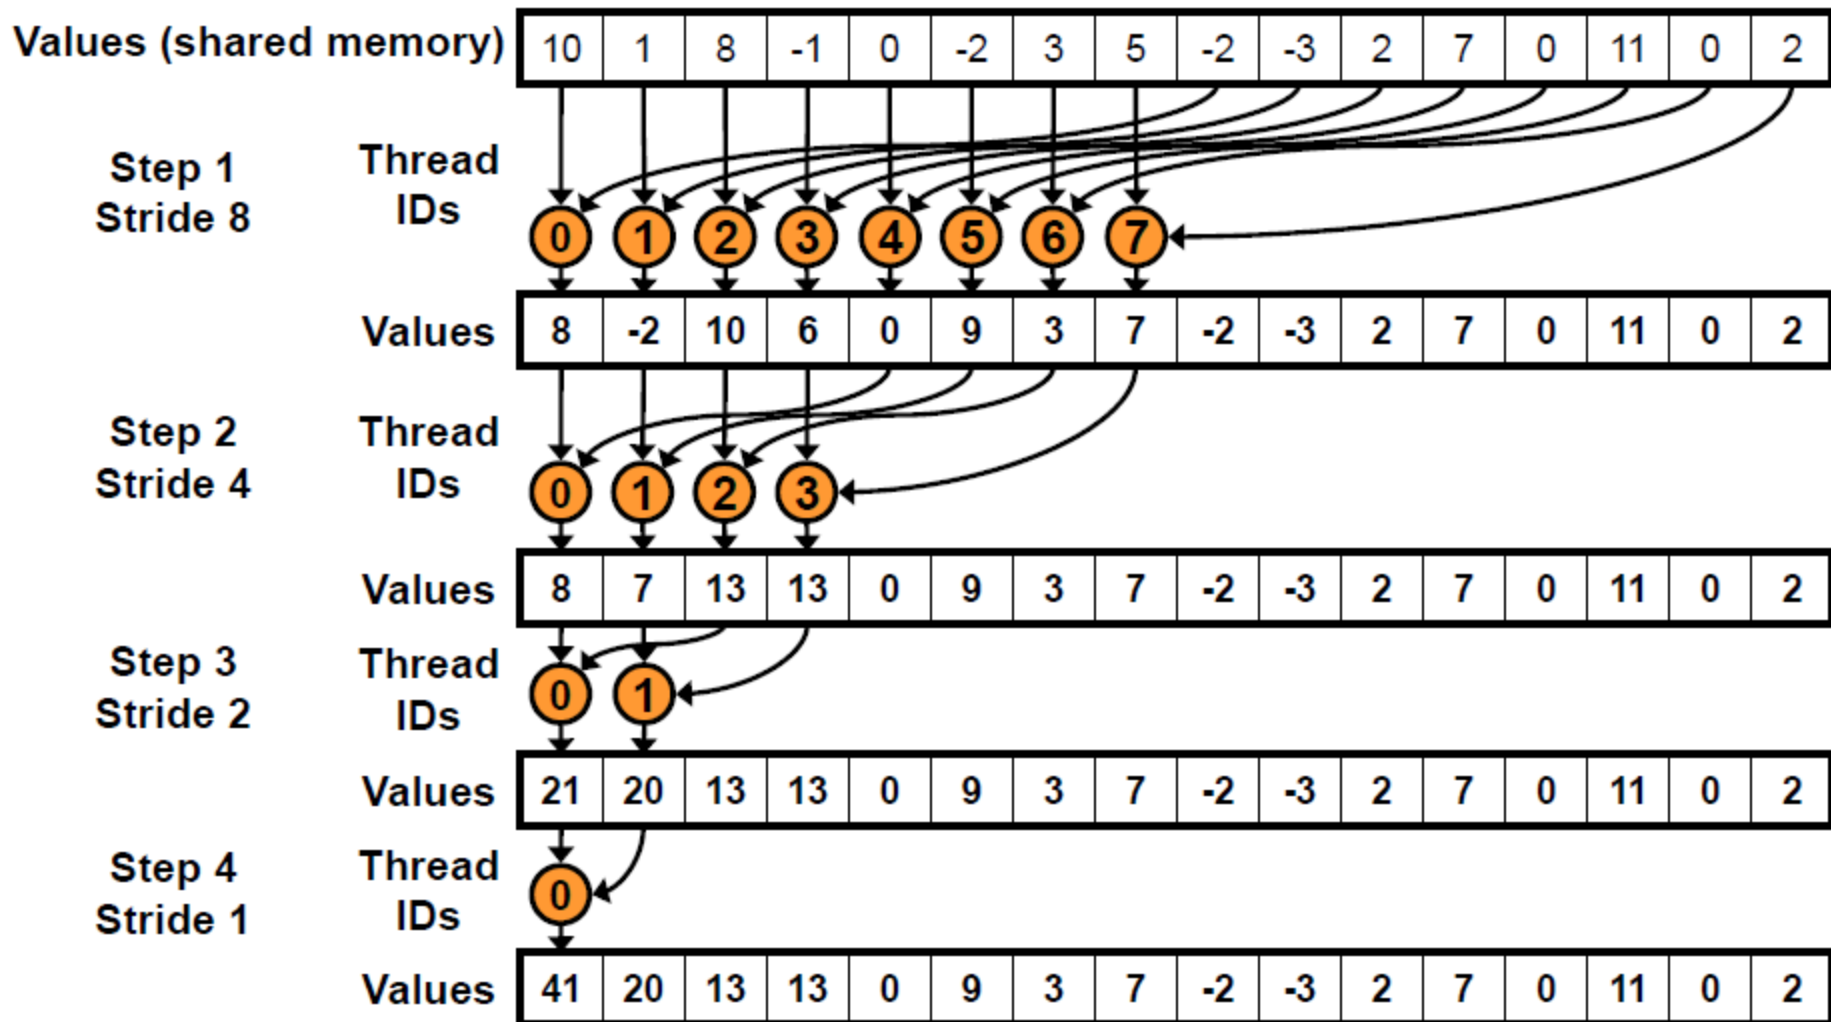 Values (shared memory) 10 1 8 -1 0 -2 3 5 -2 -3 2 7 0 11 0 2
Step 1 Thread
Stride 8 IDs
0 1 2 3 4 5 6 7
Values 8 -2 10 6 0 9 3 7 -2 -3 2 7 0 11 0 2
Step 2 Thread
Stride 4 IDs
0 1 2 3
Values 8 7 13 13 0 9 3 7 -2 -3 2 7 0 11 0 2
Step 3 Thread
Stride 2 IDs
0 1
Values 21 20 13 13 0 9 3 7 -2 -3 2 7 0 11 0 2
Step 4 Thread
Stride 1 IDs
0
Values 41 20 13 13 0 9 3 7 -2 -3 2 7 0 11 0 2